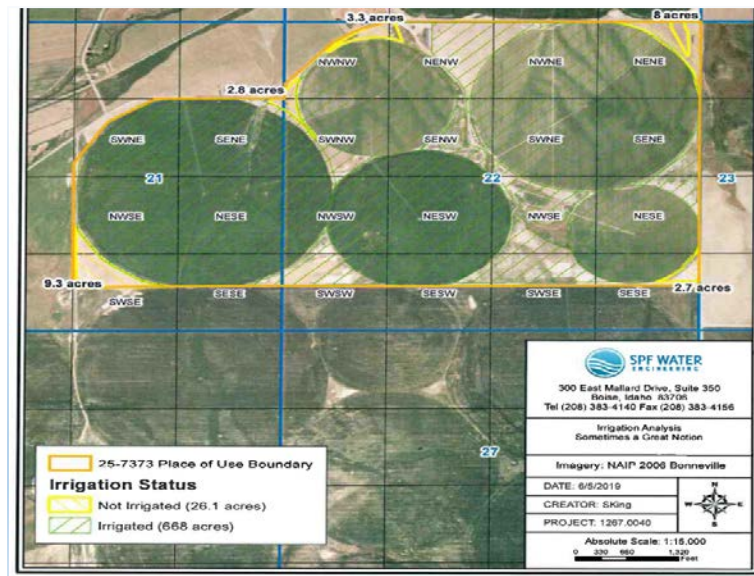 3.3 acres
8 acres
NWNW NENW NWNE NENE
2.8 acres
SWNE SENE SWNW SENW SWNE SENE
21 22 23
NWSE NESE NWSW NESW NWSE NESE
9.3 acres
2.7 acres
SWSE SESE SWSW SESW SWSE SESE
27
SPF WATER
ENGINEERING
300 East Mallard Drive, Suite 350
Boise, Idaho 83706
Tel (208) 383-4140 Fax (208) 383-4156
Irrigation Analysis
Sometimes a Great Notion
Imagery: NAIP 2006 Bonneville
DATE: 6/5/2019
CREATOR: SKing
PROJECT: 1267.0040
N
W E
S
Absolute Scale: 1:15,000
0 330 660 1,320
Feet
25-7373 Place of Use Boundary
Irrigation Status
Not Irrigated (26.1 acres)
Irrigated (668 acres)